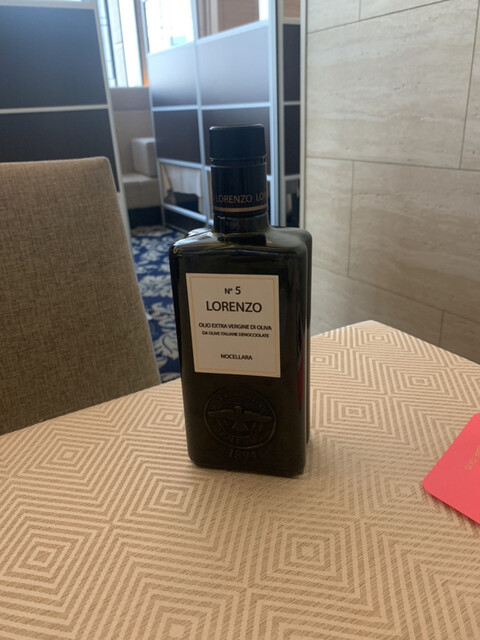 LORENZO LO
Nº 5
LORENZO
OLIO EXTRA VERGINE DI OLIVA
DA OLIVE ITALIANE DENOCCIOLATE
NOCELLARA